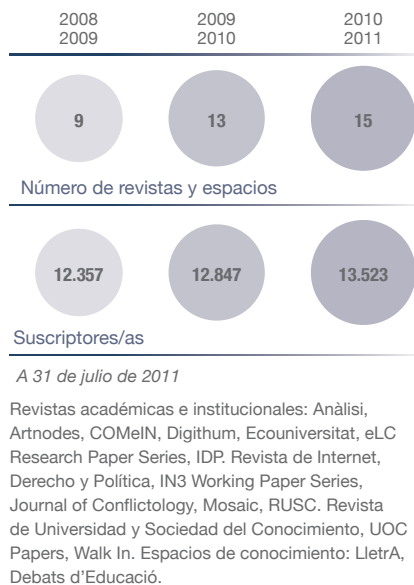 2008 2009 2010
2009 2010 2011
9 13 15
Número de revistas y espacios
12.357 12.847 13.523
Suscriptores/as
A 31 de julio de 2011
Revistas académicas e institucionales: Anàlisi,
Artnodes, COMeIN, Digithum, Ecouniversitat, eLC
Research Paper Series, IDP. Revista de Internet,
Derecho y Política, IN3 Working Paper Series,
Journal of Conflictology, Mosaic, RUSC. Revista
de Universidad y Sociedad del Conocimiento, UOC
Papers, Walk In. Espacios de conocimiento: LletrA,
Debats d'Educació.